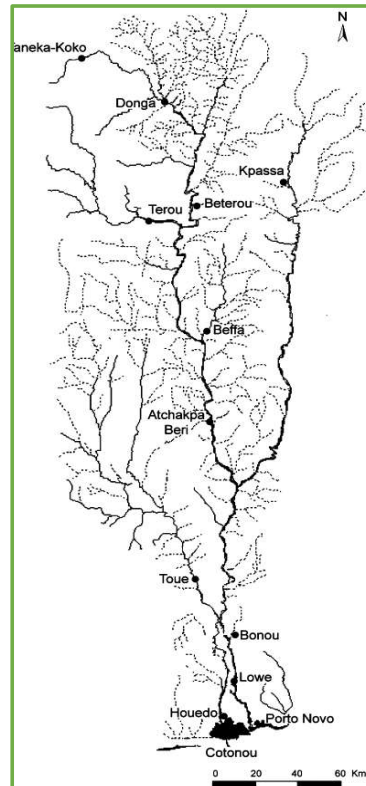 N
Taneka-Koko
Donga
Kpassa
Terou
Beterou
Beffa
Atchakpa
Beri
Toue
Bonou
Lowe
Houedo
Porto Novo
Cotonou
0 20 40 60 Km